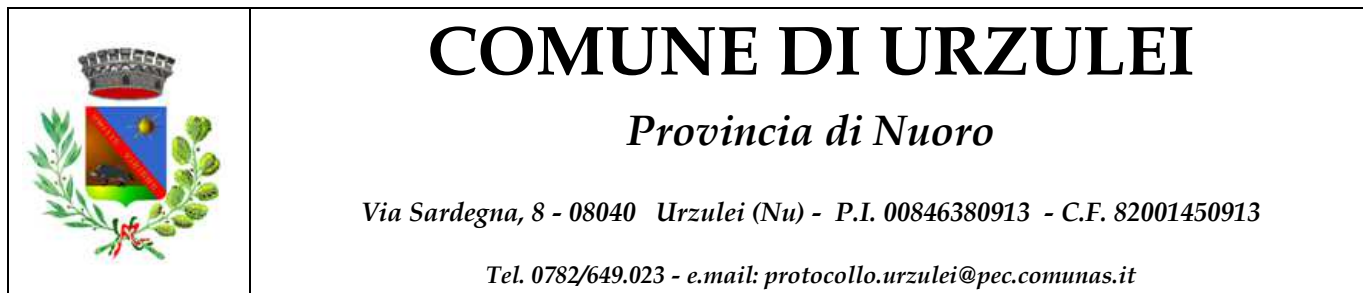 COMUNE DI URZULEI
Provincia di Nuoro
Via Sardegna, 8 - 08040 Urzulei (Nu) - P.I. 00846380913 - C.F. 82001450913
Tel. 0782/649.023 - e.mail: protocollo.urzulei@pec.comunas.it